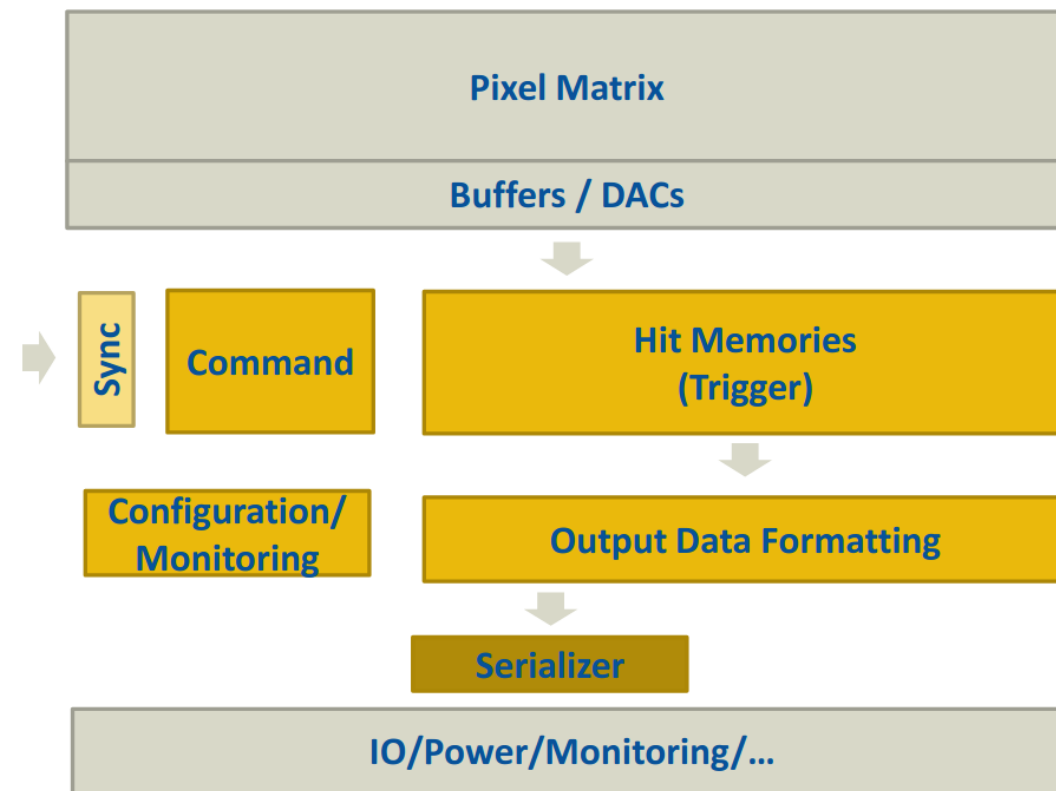 Pixel Matrix
Buffers / DACs
Sync
Command
Hit Memories
(Trigger)
Configuration/
Monitoring
Output Data Formatting
Serializer
IO/Power/Monitoring/…